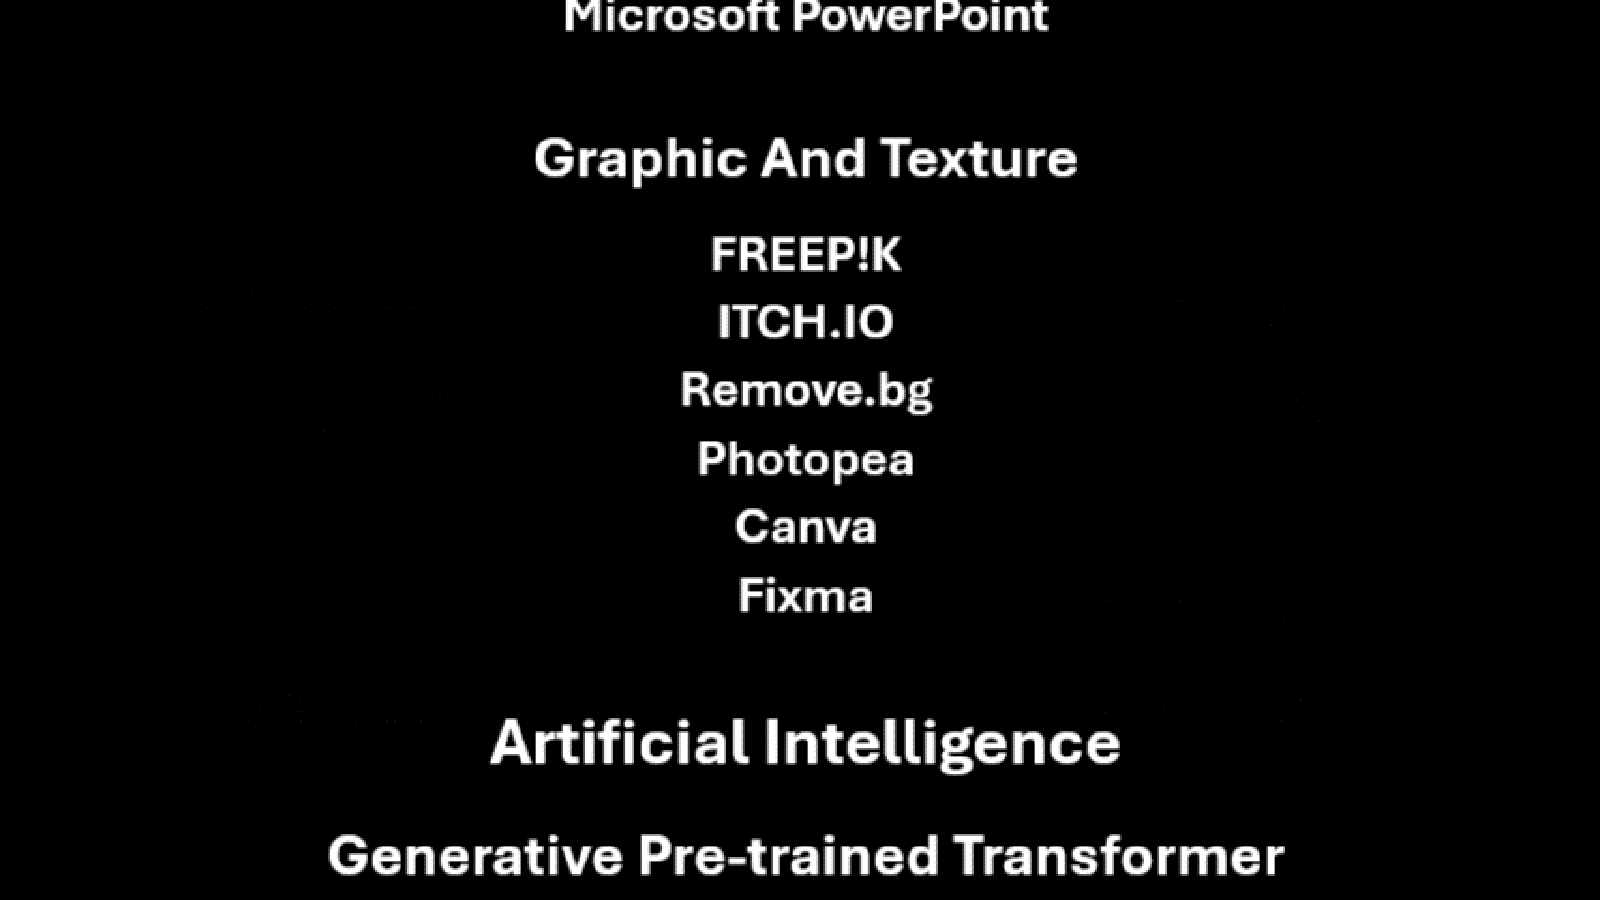 Microsoft PowerPoint
Graphic And Texture
FREEP!K
ITCH.IO
Remove.bg
Photopea
Canva
Fixma
Artificial Intelligence
Generative Pre-trained Transformer